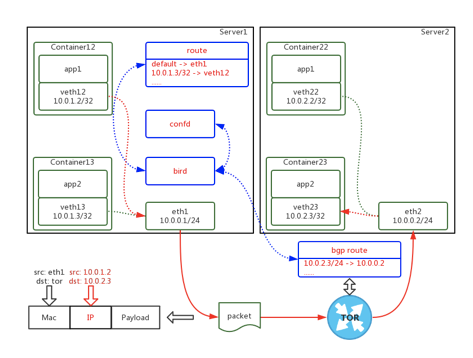 Server1
Server2
Container12
app1
veth12
10.0.1.2/32
route
default -> eth1
10.0.1.3/32 -> veth12
......
confd
bird
Container13
app2
veth13
10.0.1.3/32
eth1
10.0.0.1/24
Container22
app1
veth22
10.0.2.2/32
Container23
app2
veth23
10.0.2.3/32
eth2
10.0.0.2/24
bgp route
10.0.2.3/24 -> 10.0.0.2
......
src: eth1
dst: tor
src: 10.0.1.2
dst: 10.0.2.3
Mac
IP
Payload
packet
TOR